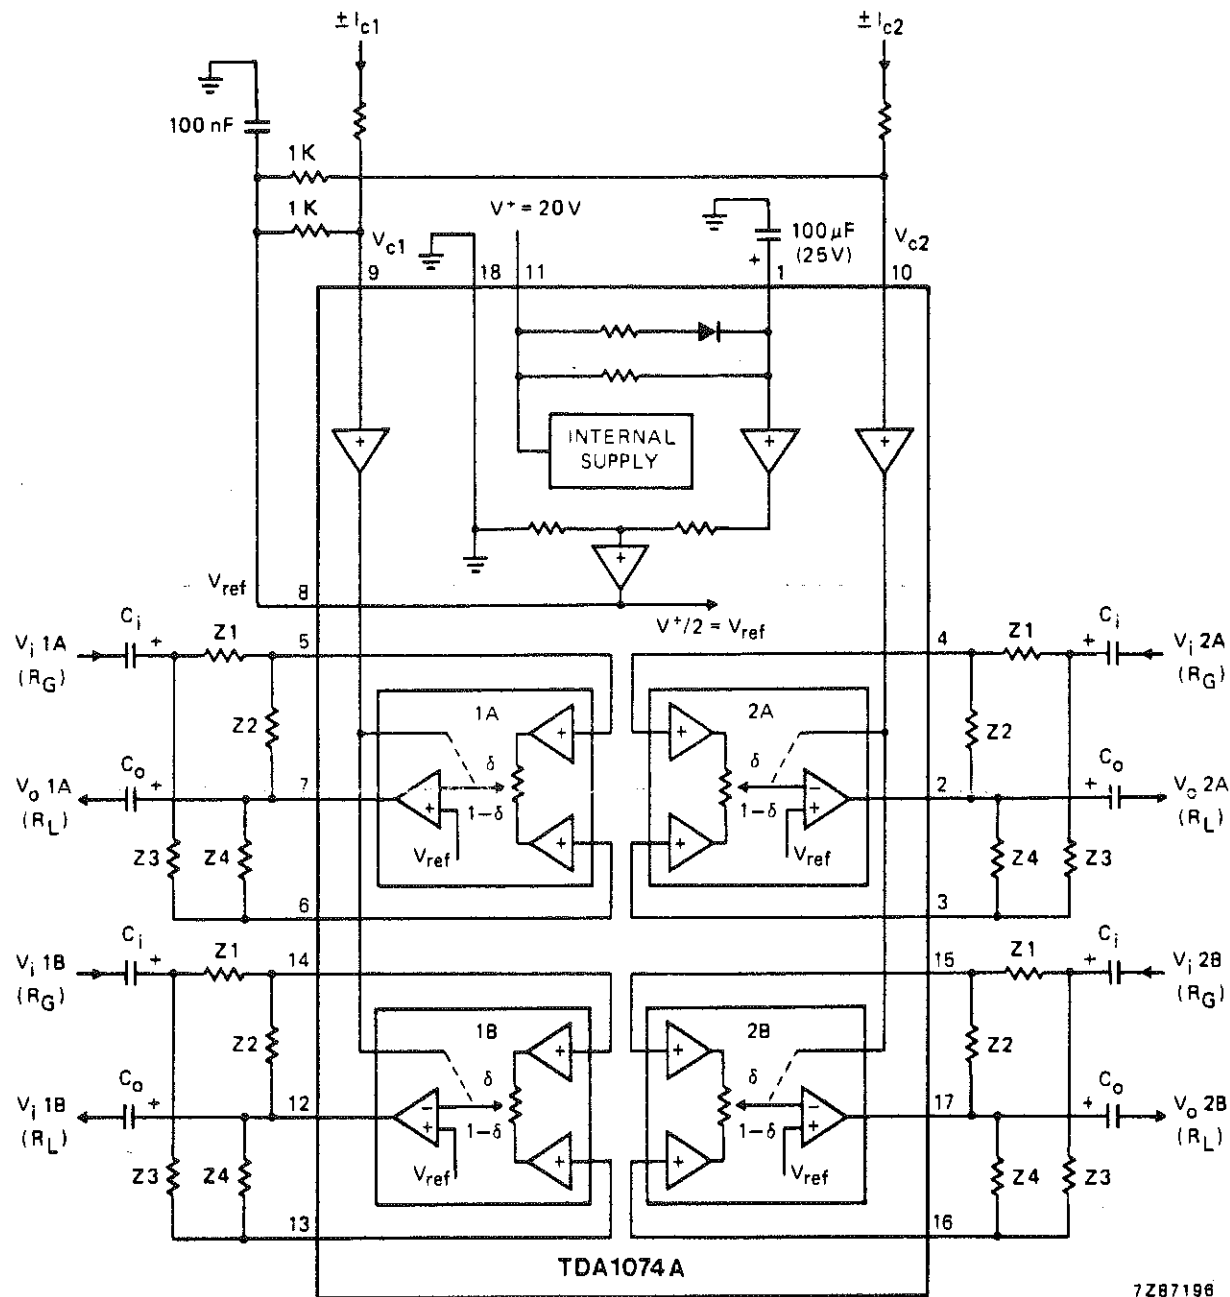 ± Ic1
± Ic2
100 nF
1K
1K
V+ = 20V
100 µF
(25V)
Vc1
Vc2
9
18
11
1
10
+
+
INTERNAL
SUPPLY
+
+
+
Vref
8
V+/2 = Vref
Ci
+
Z1
5
4
Z1
+
Ci
Vi 1A
(RG)
Vi 2A
(RG)
1A
+
2A
+
Z2
Z2
δ
δ
Co
+
Vo 1A
(RL)
7
+
1-δ
-
+
1-δ
2
+
Co
Vo 2A
(RL)
Vref
Vref
Z3
Z4
+
+
Z4
Z3
6
3
Ci
+
Z1
14
15
Z1
+
Ci
Vi 1B
(RG)
Vi 2B
(RG)
1B
+
2B
+
Z2
Z2
δ
δ
Co
+
Vi 1B
(RL)
12
-
+
1-δ
-
+
1-δ
17
+
Co
Vo 2B
(RL)
Vref
Vref
Z3
Z4
+
+
Z4
Z3
13
16
TDA1074A
7Z87196